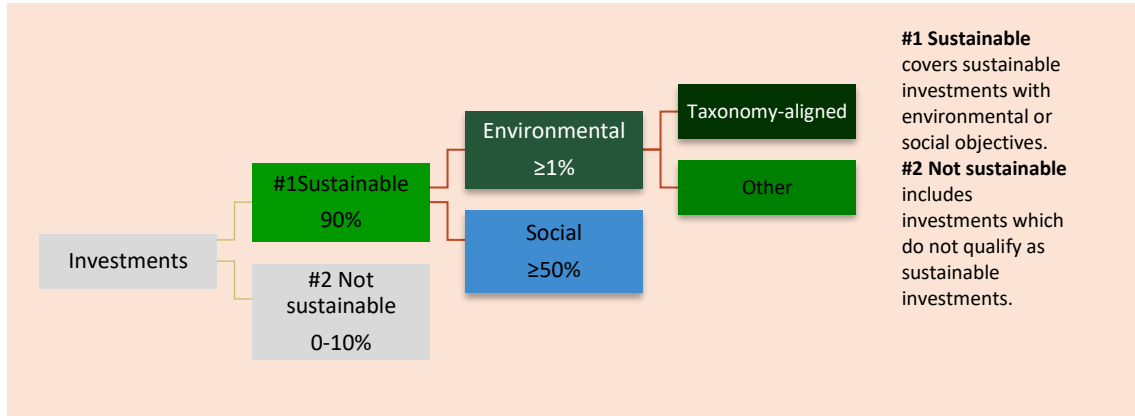 Investments
#1Sustainable
90%
#2 Not
sustainable
0-10%
Environmental
≥1%
Social
≥50%
Taxonomy-aligned
Other
#1 Sustainable
covers sustainable
investments with
environmental or
social objectives.
#2 Not sustainable
includes
investments which
do not qualify as
sustainable
investments.